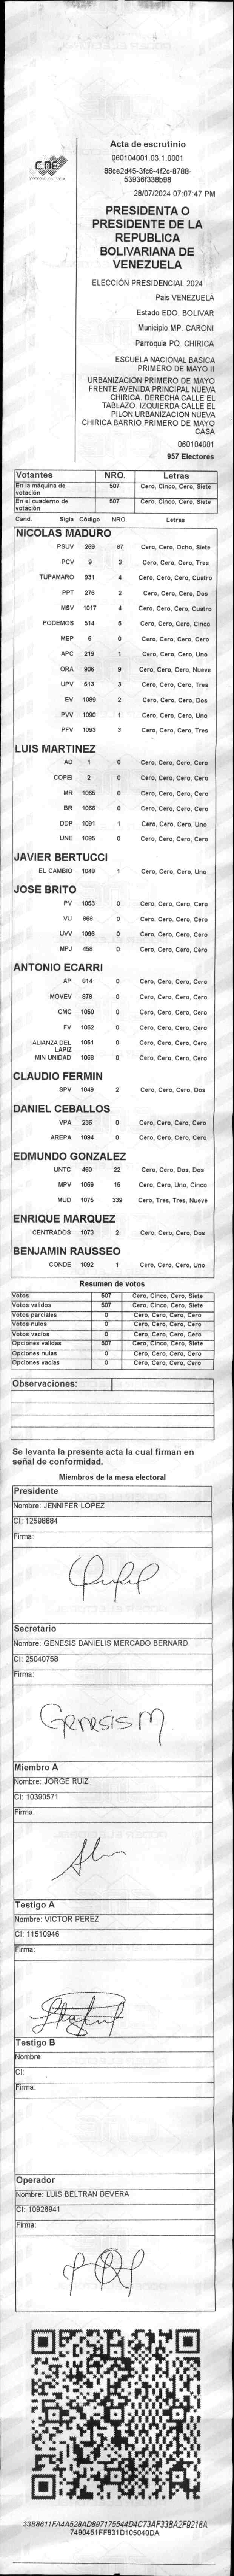 CNE
Acta de escrutinio
060104001.03.1.0001
88ce2d45-3fc6-4f2c-8788-
53936f338b98
28/07/2024 07:07:47 PM
PRESIDENTA O
PRESIDENTE DE LA
REPUBLICA
BOLIVARIANA DE
VENEZUELA
ELECCIÓN PRESIDENCIAL 2024
País VENEZUELA
Estado EDO. BOLIVAR
Municipio MP. CARONI
Parroquia PQ. CHIRICA
ESCUELA NACIONAL BASICA
PRIMERO DE MAYO II
URBANIZACIÓN PRIMERO DE MAYO
FRENTE AVENIDA PRINCIPAL NUEVA
CHIRICA. DERECHA CALLE EL
TABLAZO. IZQUIERDA CALLE EL
PILON URBANIZACION NUEVA
CHIRICA BARRIO PRIMERO DE MAYO
CASA
060104001
957 Electores
Votantes NRO. Letras
En la máquina de votación 507 Cero, Cinco, Cero, Siete
En el cuaderno de votación 507 Cero, Cinco, Cero, Siete
Cand. Sigla Código NRO. Letras
NICOLAS MADURO
PSUV 269 87 Cero, Cero, Ocho, Siete
PCV 9 3 Cero, Cero, Cero, Tres
TUPAMARO 931 4 Cero, Cero, Cero, Cuatro
PPT 276 2 Cero, Cero, Cero, Dos
MSV 1017 4 Cero, Cero, Cero, Cuatro
PODEMOS 514 5 Cero, Cero, Cero, Cinco
MEP 6 0 Cero, Cero, Cero, Cero
APC 219 1 Cero, Cero, Cero, Uno
ORA 906 9 Cero, Cero, Cero, Nueve
UPV 513 3 Cero, Cero, Cero, Tres
EV 1089 2 Cero, Cero, Cero, Dos
PVV 1090 1 Cero, Cero, Cero, Uno
PFV 1093 3 Cero, Cero, Cero, Tres
LUIS MARTINEZ
AD 1 0 Cero, Cero, Cero, Cero
COPEI 2 0 Cero, Cero, Cero, Cero
MR 1065 0 Cero, Cero, Cero, Cero
BR 1066 0 Cero, Cero, Cero, Cero
DDP 1091 1 Cero, Cero, Cero, Uno
UNE 1095 0 Cero, Cero, Cero, Cero
JAVIER BERTUCCI
EL CAMBIO 1048 1 Cero, Cero, Cero, Uno
JOSE BRITO
PV 1053 0 Cero, Cero, Cero, Cero
VU 868 0 Cero, Cero, Cero, Cero
UVV 1096 0 Cero, Cero, Cero, Cero
MPJ 456 0 Cero, Cero, Cero, Cero
ANTONIO ECARRI
AP 814 0 Cero, Cero, Cero, Cero
MOVEV 878 0 Cero, Cero, Cero, Cero
CMC 1050 0 Cero, Cero, Cero, Cero
FV 1062 0 Cero, Cero, Cero, Cero
ALIANZA DEL LAPIZ 1051 0 Cero, Cero, Cero, Cero
MIN UNIDAD 1068 0 Cero, Cero, Cero, Cero
CLAUDIO FERMIN
SPV 1049 2 Cero, Cero, Cero, Dos
DANIEL CEBALLOS
VPA 236 0 Cero, Cero, Cero, Cero
AREPA 1094 0 Cero, Cero, Cero, Cero
EDMUNDO GONZALEZ
UNTC 460 22 Cero, Cero, Dos, Dos
MPV 1069 15 Cero, Cero, Uno, Cinco
MUD 1075 339 Cero, Tres, Tres, Nueve
ENRIQUE MARQUEZ
CENTRADOS 1073 2 Cero, Cero, Cero, Dos
BENJAMIN RAUSSEO
CONDE 1092 1 Cero, Cero, Cero, Uno
Resumen de votos
Votos 507 Cero, Cinco, Cero, Siete
Votos validos 507 Cero, Cinco, Cero, Siete
Votos parciales 0 Cero, Cero, Cero, Cero
Votos nulos 0 Cero, Cero, Cero, Cero
Votos vacios 0 Cero, Cero, Cero, Cero
Opciones validas 507 Cero, Cinco, Cero, Siete
Opciones nulas 0 Cero, Cero, Cero, Cero
Opciones vacias 0 Cero, Cero, Cero, Cero
Observaciones:
Se levanta la presente acta la cual firman en
señal de conformidad.
Miembros de la mesa electoral
Presidente
Nombre: JENNIFER LOPEZ
CI: 12598884
Firma:
Secretario
Nombre: GENESIS DANIELIS MERCADO BERNARD
CI: 25040758
Firma:
Genesis M.
Miembro A
Nombre: JORGE RUIZ
CI: 10390571
Firma:
Testigo A
Nombre: VICTOR PEREZ
CI: 11510946
Firma:
Testigo B
Nombre:
CI:
Firma:
Operador
Nombre: LUIS BELTRAN DEVERA
CI: 10926941
Firma:
33B8611FA4A528AD897175544D4C73AF33BA2F9218A
7490451FF831D105040DA